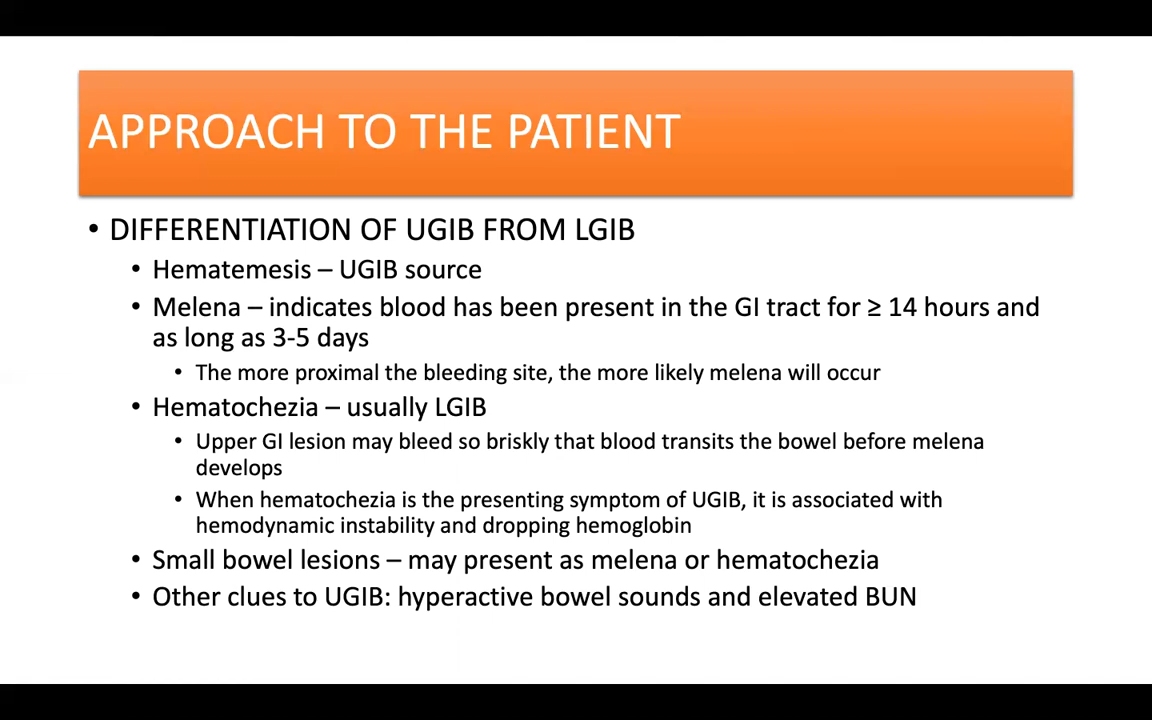 APPROACH TO THE PATIENT
• DIFFERENTIATION OF UGIB FROM LGIB
• Hematemesis – UGIB source
• Melena – indicates blood has been present in the GI tract for ≥ 14 hours and
as long as 3-5 days
• The more proximal the bleeding site, the more likely melena will occur
• Hematochezia – usually LGIB
• Upper GI lesion may bleed so briskly that blood transits the bowel before melena
develops
• When hematochezia is the presenting symptom of UGIB, it is associated with
hemodynamic instability and dropping hemoglobin
• Small bowel lesions – may present as melena or hematochezia
• Other clues to UGIB: hyperactive bowel sounds and elevated BUN